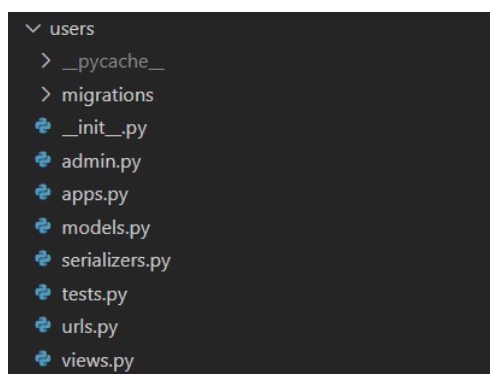 users
__pycache__
migrations
__init__.py
admin.py
apps.py
models.py
serializers.py
tests.py
urls.py
views.py